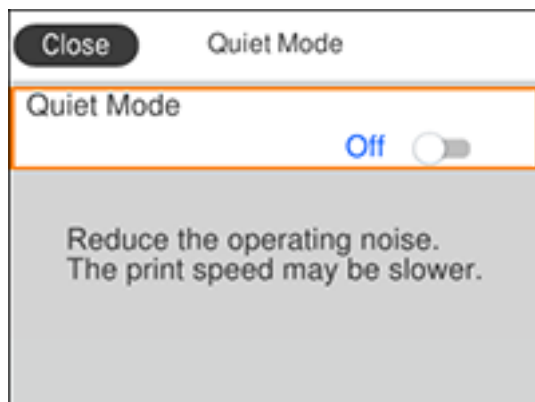 Close
Quiet Mode
Quiet Mode
Off
Reduce the operating noise.
The print speed may be slower.